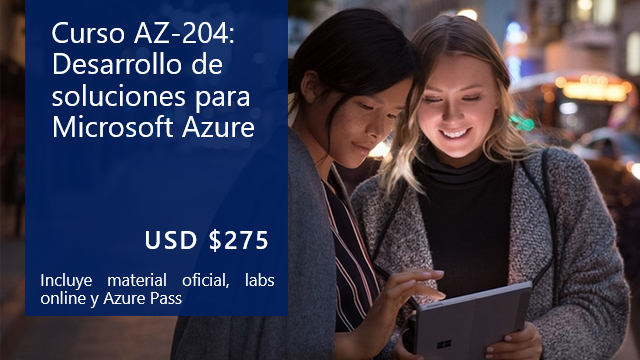 Curso AZ-204:
Desarrollo de
soluciones para
Microsoft Azure
USD $275
Incluye material oficial, labs
online y Azure Pass